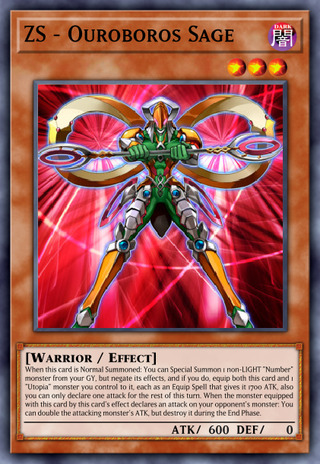 ZS - Ouroboros Sage
DARK
闇
[Warrior / Effect]
When this card is Normal Summoned: You can Special Summon 1 non-LIGHT "Number"
monster from your GY, but negate its effects, and if you do, equip both this card and 1
"Utopia" monster you control to it, each as an Equip Spell that gives it 1700 ATK, also
you can only declare one attack for the rest of this turn. When the monster equipped
with this card by this card's effect declares an attack on your opponent's monster: You
can double the attacking monster's ATK, but destroy it during the End Phase.
ATK/ 600 DEF/ 0